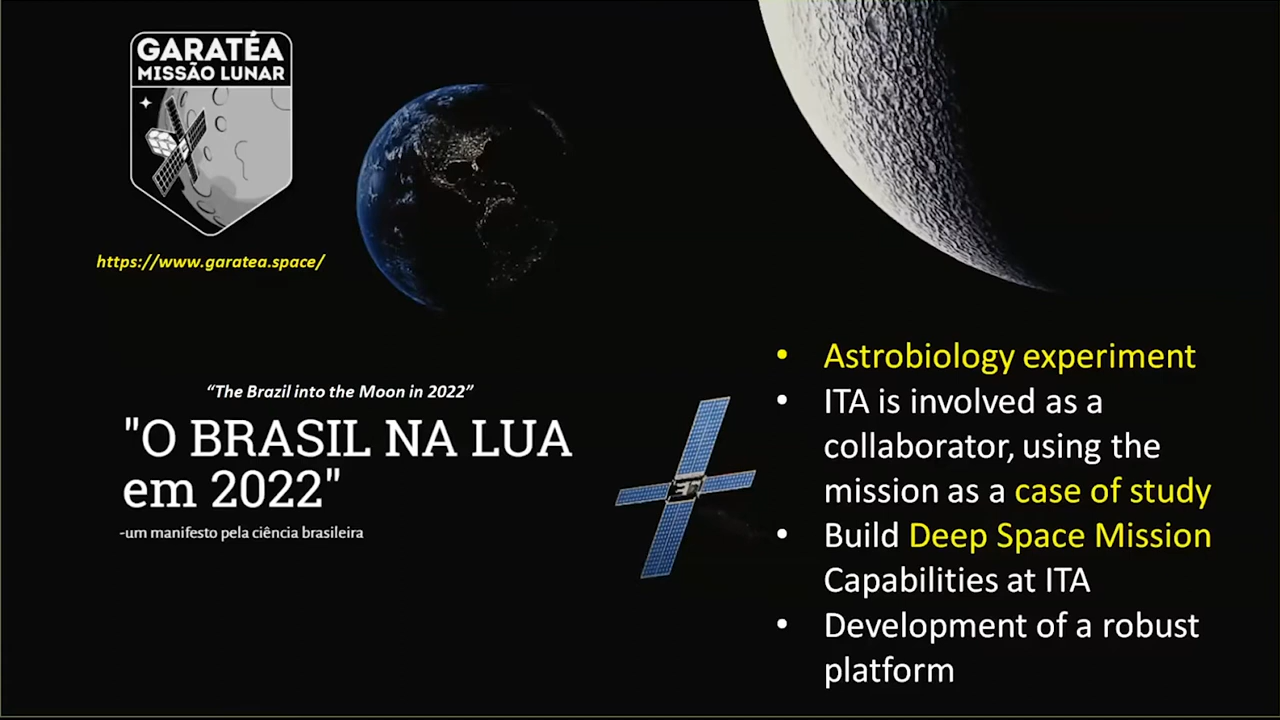 GARATÉA
MISSÃO LUNAR
https://www.garatea.space/
“The Brazil into the Moon in 2022”
"O BRASIL NA LUA
em 2022"
-um manifesto pela ciência brasileira
• Astrobiology experiment
• ITA is involved as a
collaborator, using the
mission as a case of study
• Build Deep Space Mission
Capabilities at ITA
• Development of a robust
platform